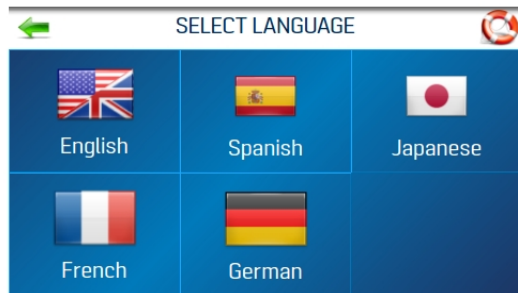 SELECT LANGUAGE
English
Spanish
Japanese
French
German